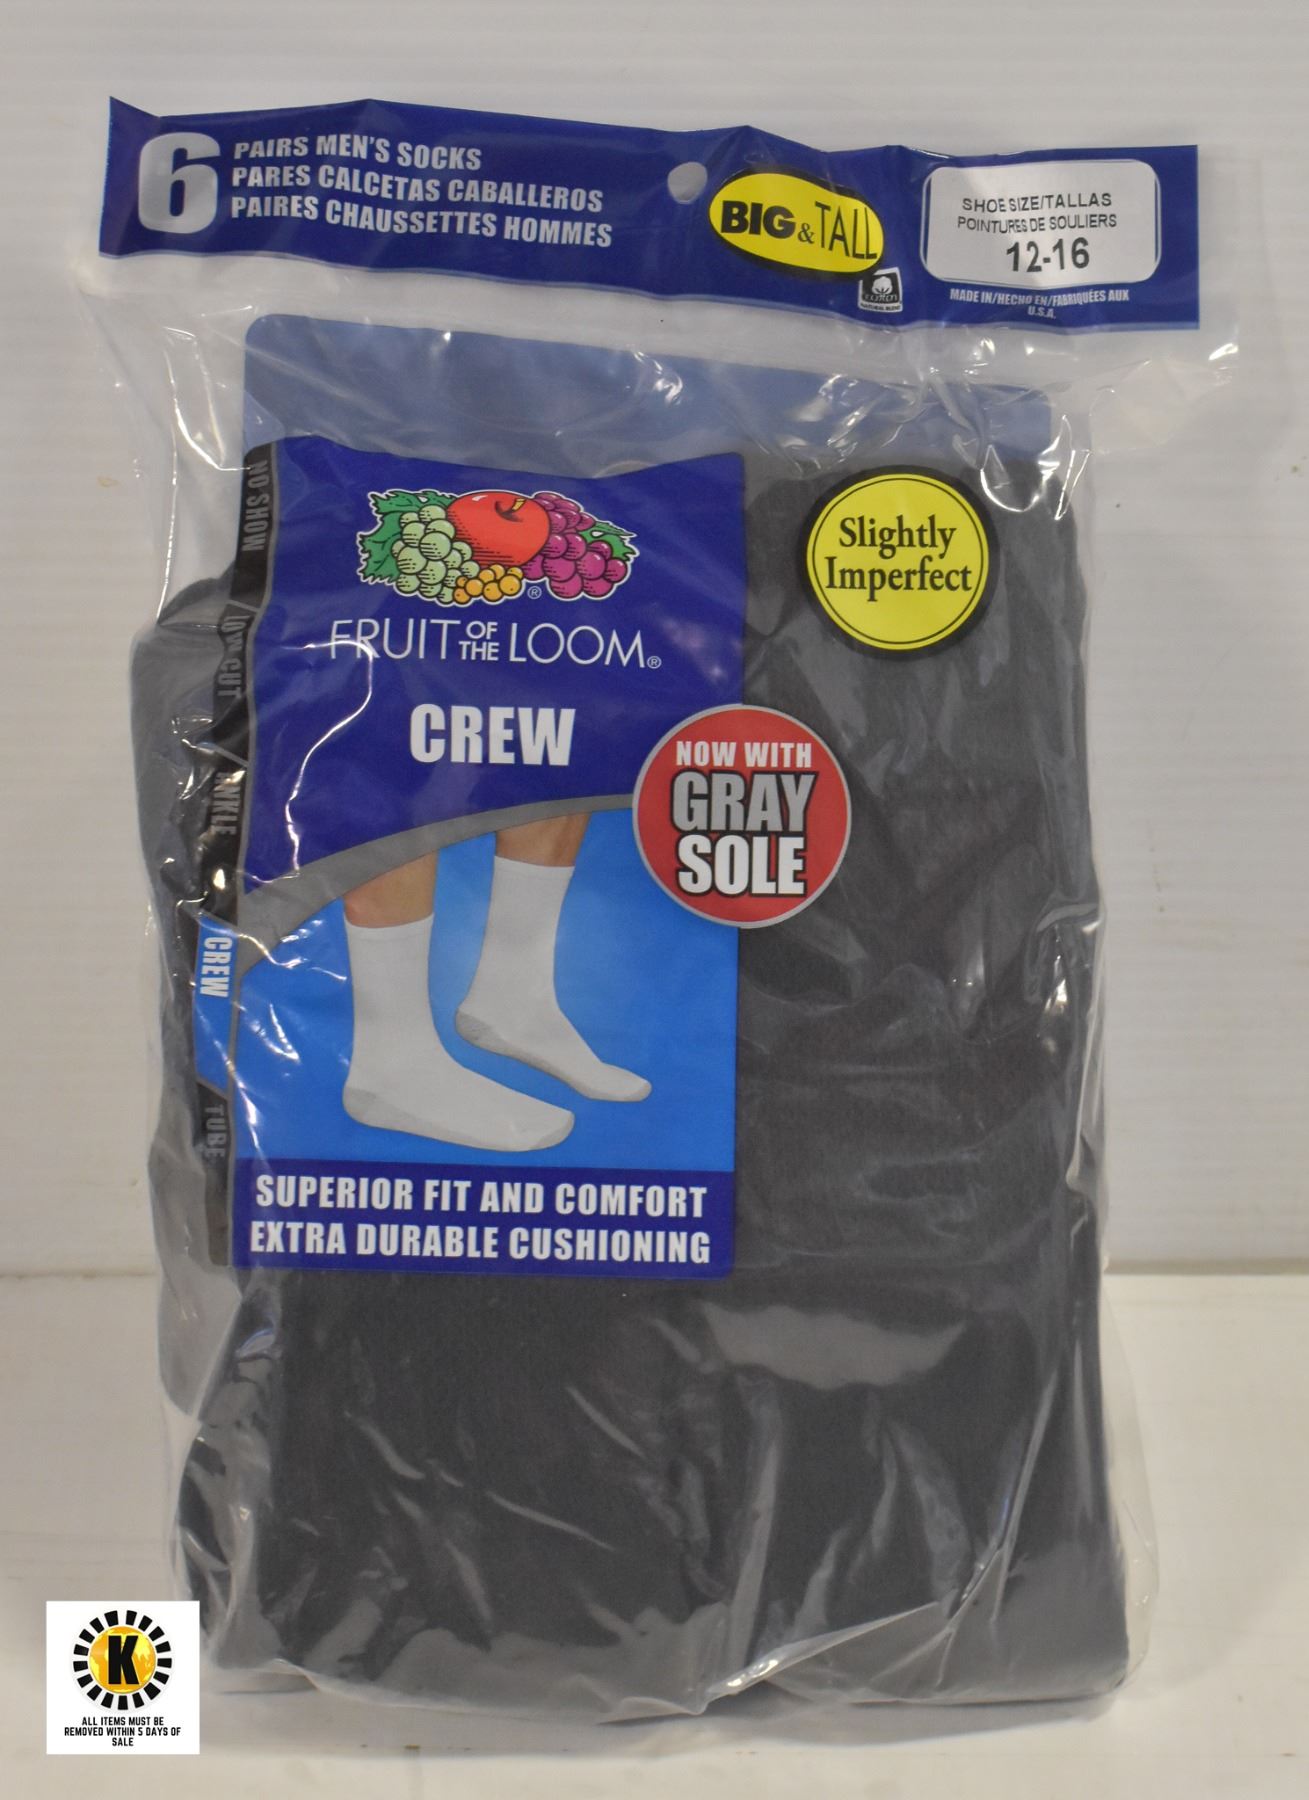 6
PAIRS MEN'S SOCKS
PARES CALCETAS CABALLEROS
PAIRES CHAUSSETTES HOMMES
BIG & TALL
SHOE SIZE/TALLAS
POINTURES DE SOULIERS
12-16
MADE IN/HECHO EN/FABRIQUÉES AUX
U.S.A.
NO SHOW
LOW CUT
ANKLE
CREW
TUBE
FRUIT OF THE LOOM®
CREW
Slightly
Imperfect
NOW WITH
GRAY
SOLE
SUPERIOR FIT AND COMFORT
EXTRA DURABLE CUSHIONING
K
ALL ITEMS MUST BE
REMOVED WITHIN 5 DAYS OF
SALE